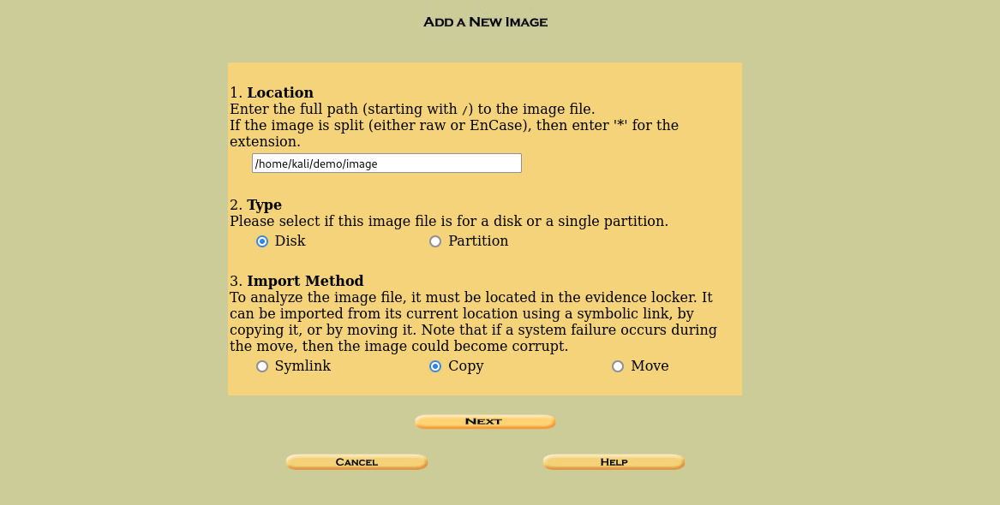 ADD A NEW IMAGE
1. Location
Enter the full path (starting with /) to the image file.
If the image is split (either raw or EnCase), then enter '*' for the
extension.
/home/kali/demo/image
2. Type
Please select if this image file is for a disk or a single partition.
Disk Partition
3. Import Method
To analyze the image file, it must be located in the evidence locker. It
can be imported from its current location using a symbolic link, by
copying it, or by moving it. Note that if a system failure occurs during
the move, then the image could become corrupt.
Symlink Copy Move
NEXT
CANCEL HELP